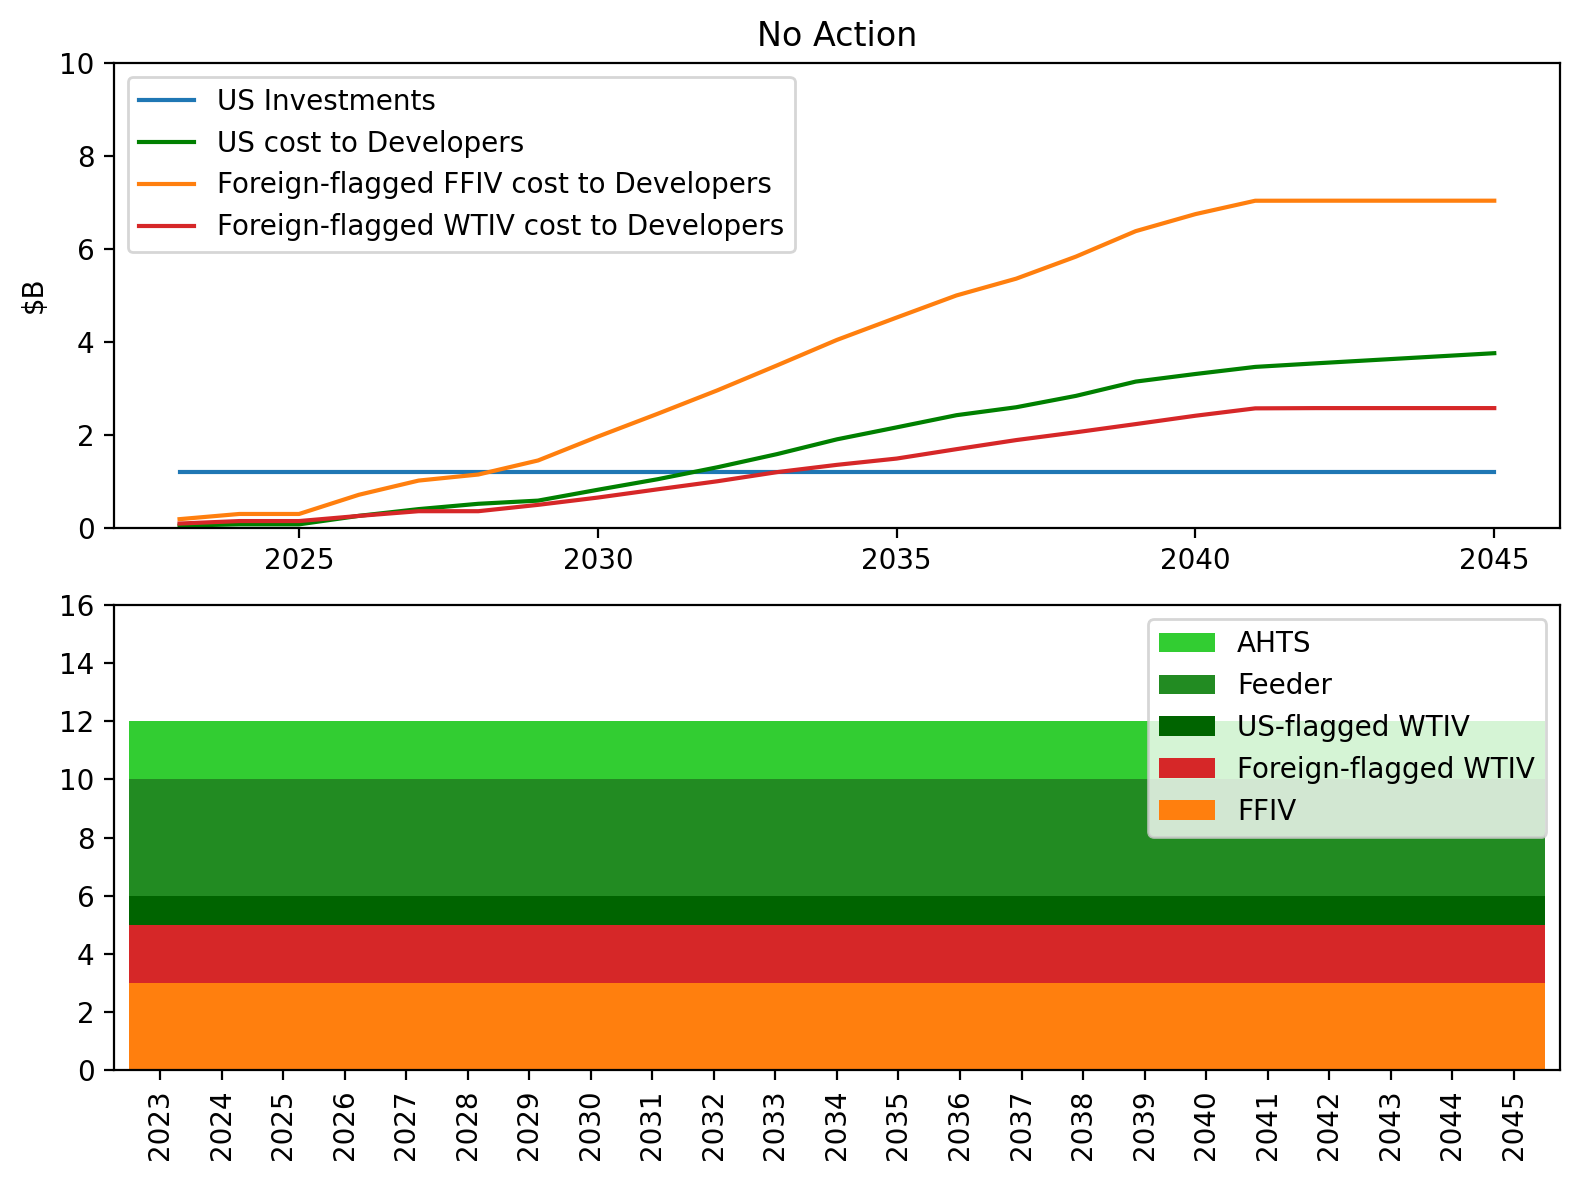 No Action
10
8
6
4
2
0
$B
US Investments
US cost to Developers
Foreign-flagged FFIV cost to Developers
Foreign-flagged WTIV cost to Developers
2025 2030 2035 2040 2045
16
14
12
10
8
6
4
2
0
AHTS
Feeder
US-flagged WTIV
Foreign-flagged WTIV
FFIV
2023 2024 2025 2026 2027 2028 2029 2030 2031 2032 2033 2034 2035 2036 2037 2038 2039 2040 2041 2042 2043 2044 2045